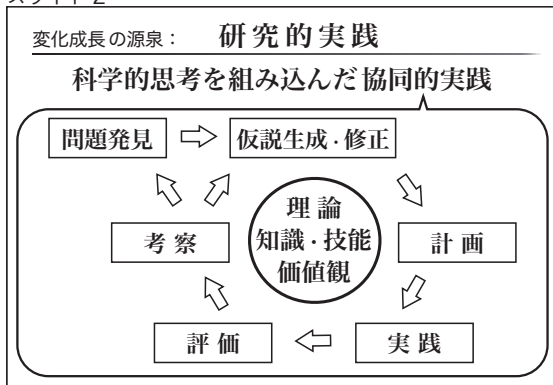 スライド 2
変化成長の源泉： 研究的実践
科学的思考を組み込んだ協同的実践
問題発見
仮説生成・修正
理論
知識・技能
価値観
考察
計画
評価
実践